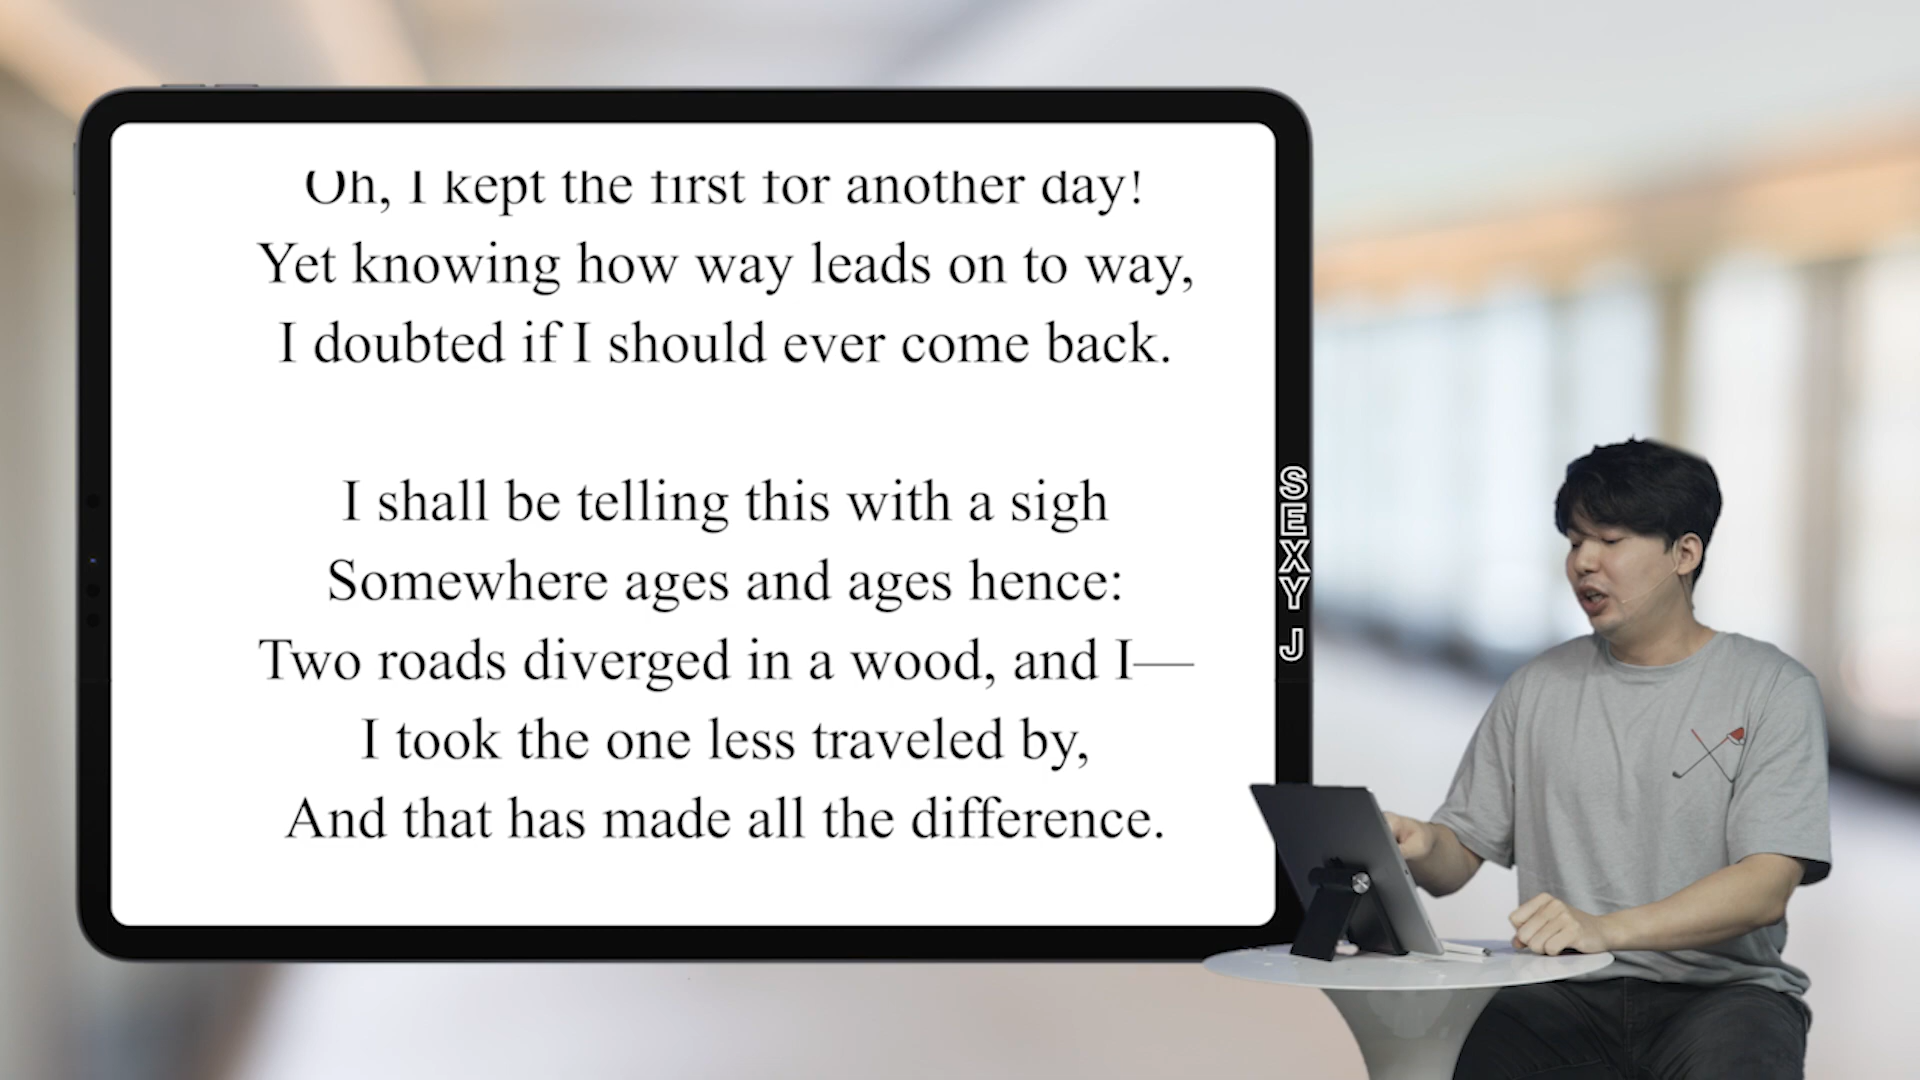 Oh, I kept the first for another day!
Yet knowing how way leads on to way,
I doubted if I should ever come back.
I shall be telling this with a sigh
Somewhere ages and ages hence:
Two roads diverged in a wood, and I—
I took the one less traveled by,
And that has made all the difference.
SEXY J